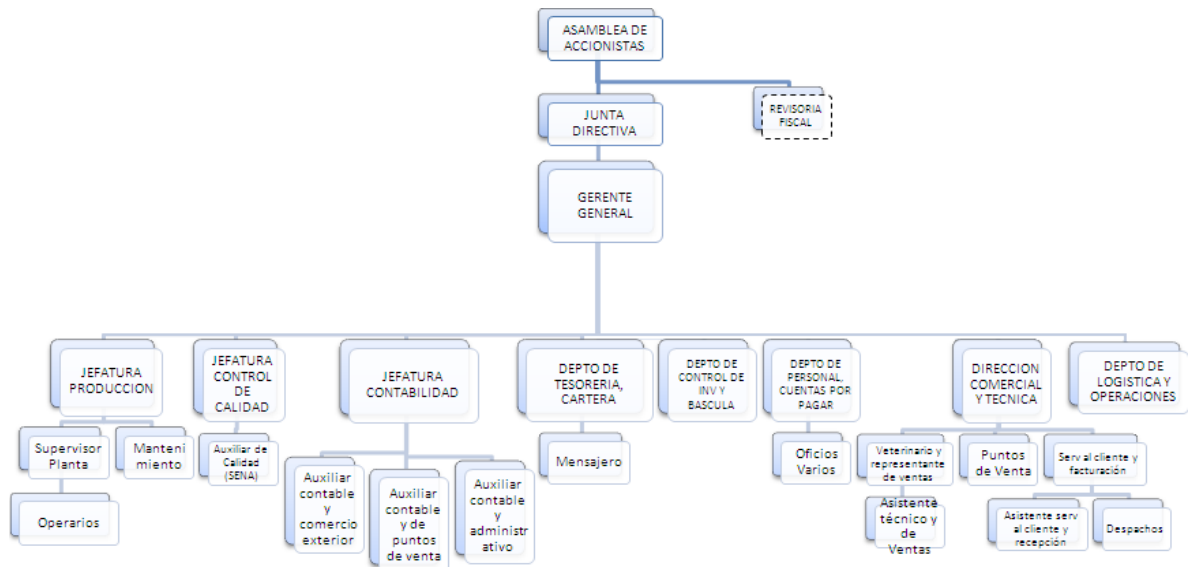 ASAMBLEA DE
ACCIONISTAS
REVISORIA
FISCAL
JUNTA
DIRECTIVA
GERENTE
GENERAL
JEFATURA
PRODUCCION
JEFATURA
CONTROL
DE
CALIDAD
JEFATURA
CONTABILIDAD
DEPTO DE
TESORERIA,
CARTERA
DEPTO DE
CONTROL DE
INV Y
BASCULA
DEPTO DE
PERSONAL,
CUENTAS POR
PAGAR
DIRECCION
COMERCIAL
Y TECNICA
DEPTO DE
LOGISTICA Y
OPERACIONES
Supervisor
Planta
Manteni
miento
Auxiliar de
Calidad
(SENA)
Mensajero
Oficios
Varios
Veterinario y
representante
de ventas
Puntos
de Venta
Serv al cliente y
facturación
Operarios
Auxiliar
contable
y
comercio
exterior
Auxiliar
contable
y de
puntos
de venta
Auxiliar
contable
y
administr
ativo
Asistente
técnico y de
Ventas
Asistente serv
al cliente y
recepción
Despachos